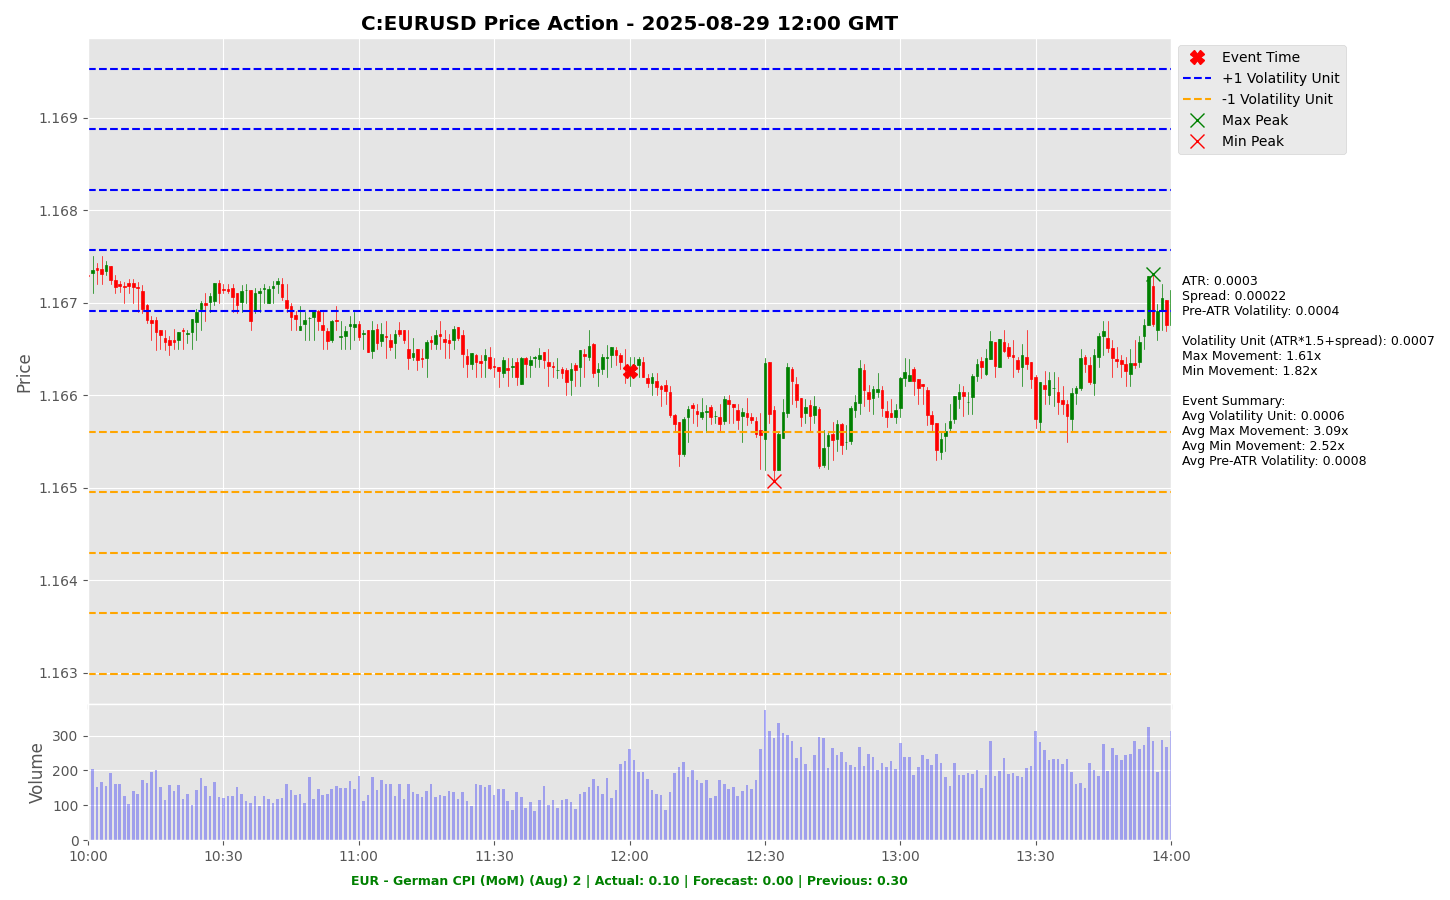 C:EURUSD Price Action - 2025-08-29 12:00 GMT
Event Time
+1 Volatility Unit
-1 Volatility Unit
Max Peak
Min Peak
Price
1.169
1.168
1.167
1.166
1.165
1.164
1.163
ATR: 0.0003
Spread: 0.00022
Pre-ATR Volatility: 0.0004
Volatility Unit (ATR*1.5+spread): 0.0007
Max Movement: 1.61x
Min Movement: 1.82x
Event Summary:
Avg Volatility Unit: 0.0006
Avg Max Movement: 3.09x
Avg Min Movement: 2.52x
Avg Pre-ATR Volatility: 0.0008
Volume
300
200
100
0
10:00 10:30 11:00 11:30 12:00 12:30 13:00 13:30 14:00
EUR - German CPI (MoM) (Aug) 2 | Actual: 0.10 | Forecast: 0.00 | Previous: 0.30